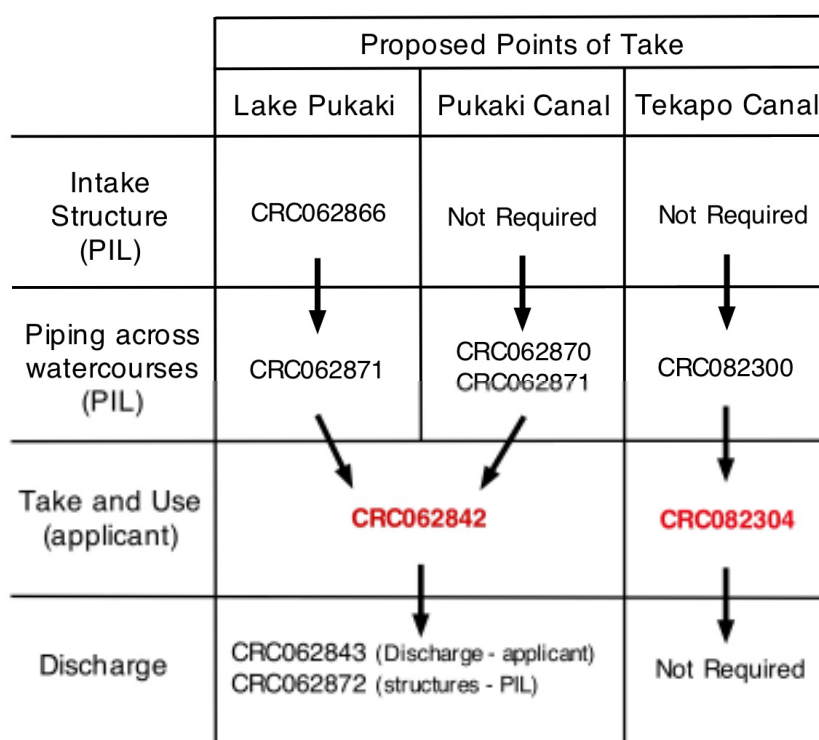 Proposed Points of Take
Lake Pukaki Pukaki Canal Tekapo Canal
Intake
Structure
(PIL)
CRC062866 Not Required Not Required
Piping across
watercourses
(PIL)
CRC062871
CRC062870
CRC062871
CRC082300
Take and Use
(applicant)
CRC062842 CRC082304
Discharge
CRC062843 (Discharge - applicant)
CRC062872 (structures - PIL)
Not Required